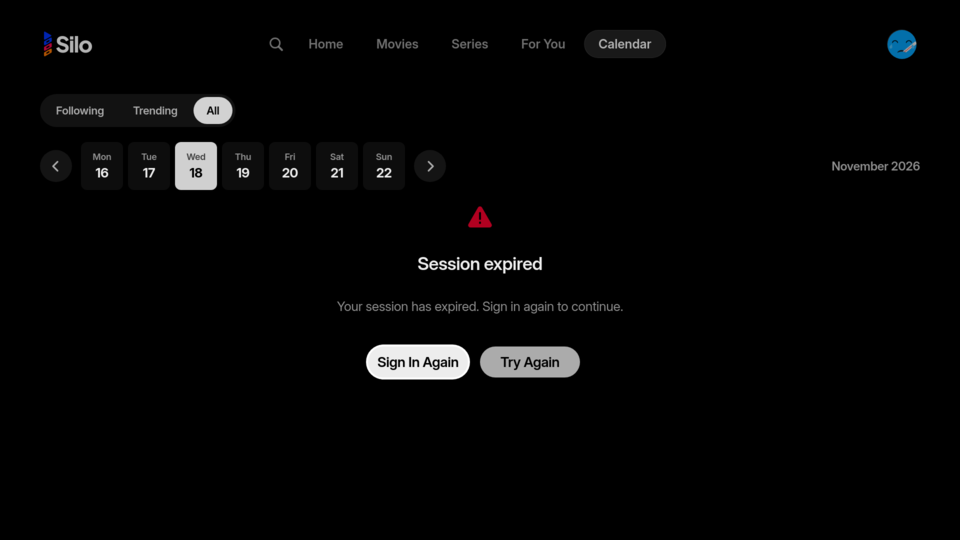 Silo
Home Movies Series For You Calendar
Following Trending All
Mon Tue Wed Thu Fri Sat Sun
16 17 18 19 20 21 22
November 2026
Session expired
Your session has expired. Sign in again to continue.
Sign In Again Try Again